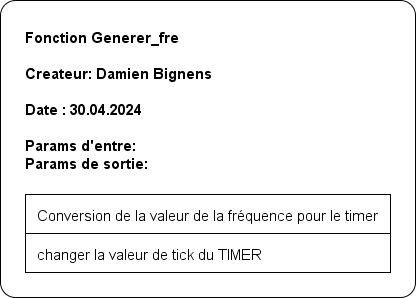 Fonction Generer_fre
Createur: Damien Bignens
Date : 30.04.2024
Params d'entre:
Params de sortie:
Conversion de la valeur de la fréquence pour le timer
changer la valeur de tick du TIMER